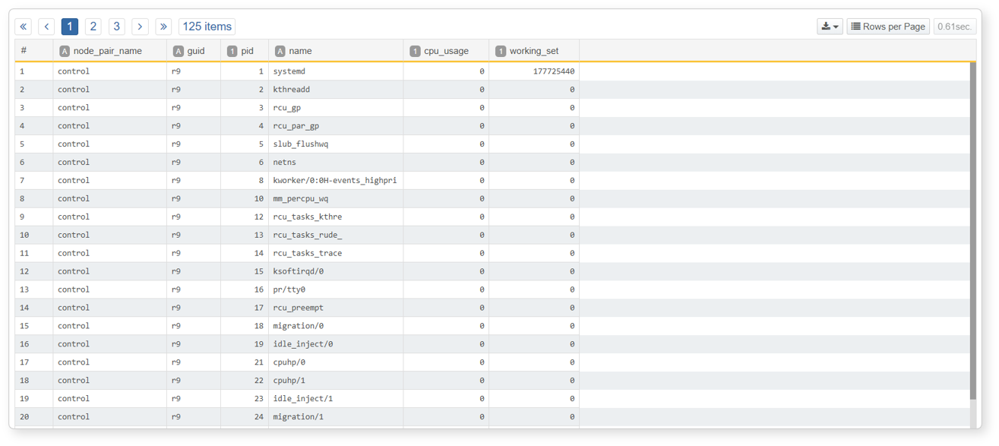 « ‹ 1 2 3 › » 125 items Rows per Page 0.61sec.
# A node_pair_name A guid 1 pid A name 1 cpu_usage 1 working_set
1 control r9 1 systemd 0 177725440
2 control r9 2 kthreadd 0 0
3 control r9 3 rcu_gp 0 0
4 control r9 4 rcu_par_gp 0 0
5 control r9 5 slub_flushwq 0 0
6 control r9 6 netns 0 0
7 control r9 8 kworker/0:0H-events_highpri 0 0
8 control r9 10 mm_percpu_wq 0 0
9 control r9 12 rcu_tasks_kthre 0 0
10 control r9 13 rcu_tasks_rude_ 0 0
11 control r9 14 rcu_tasks_trace 0 0
12 control r9 15 ksoftirqd/0 0 0
13 control r9 16 pr/tty0 0 0
14 control r9 17 rcu_preempt 0 0
15 control r9 18 migration/0 0 0
16 control r9 19 idle_inject/0 0 0
17 control r9 21 cpuhp/0 0 0
18 control r9 22 cpuhp/1 0 0
19 control r9 23 idle_inject/1 0 0
20 control r9 24 migration/1 0 0